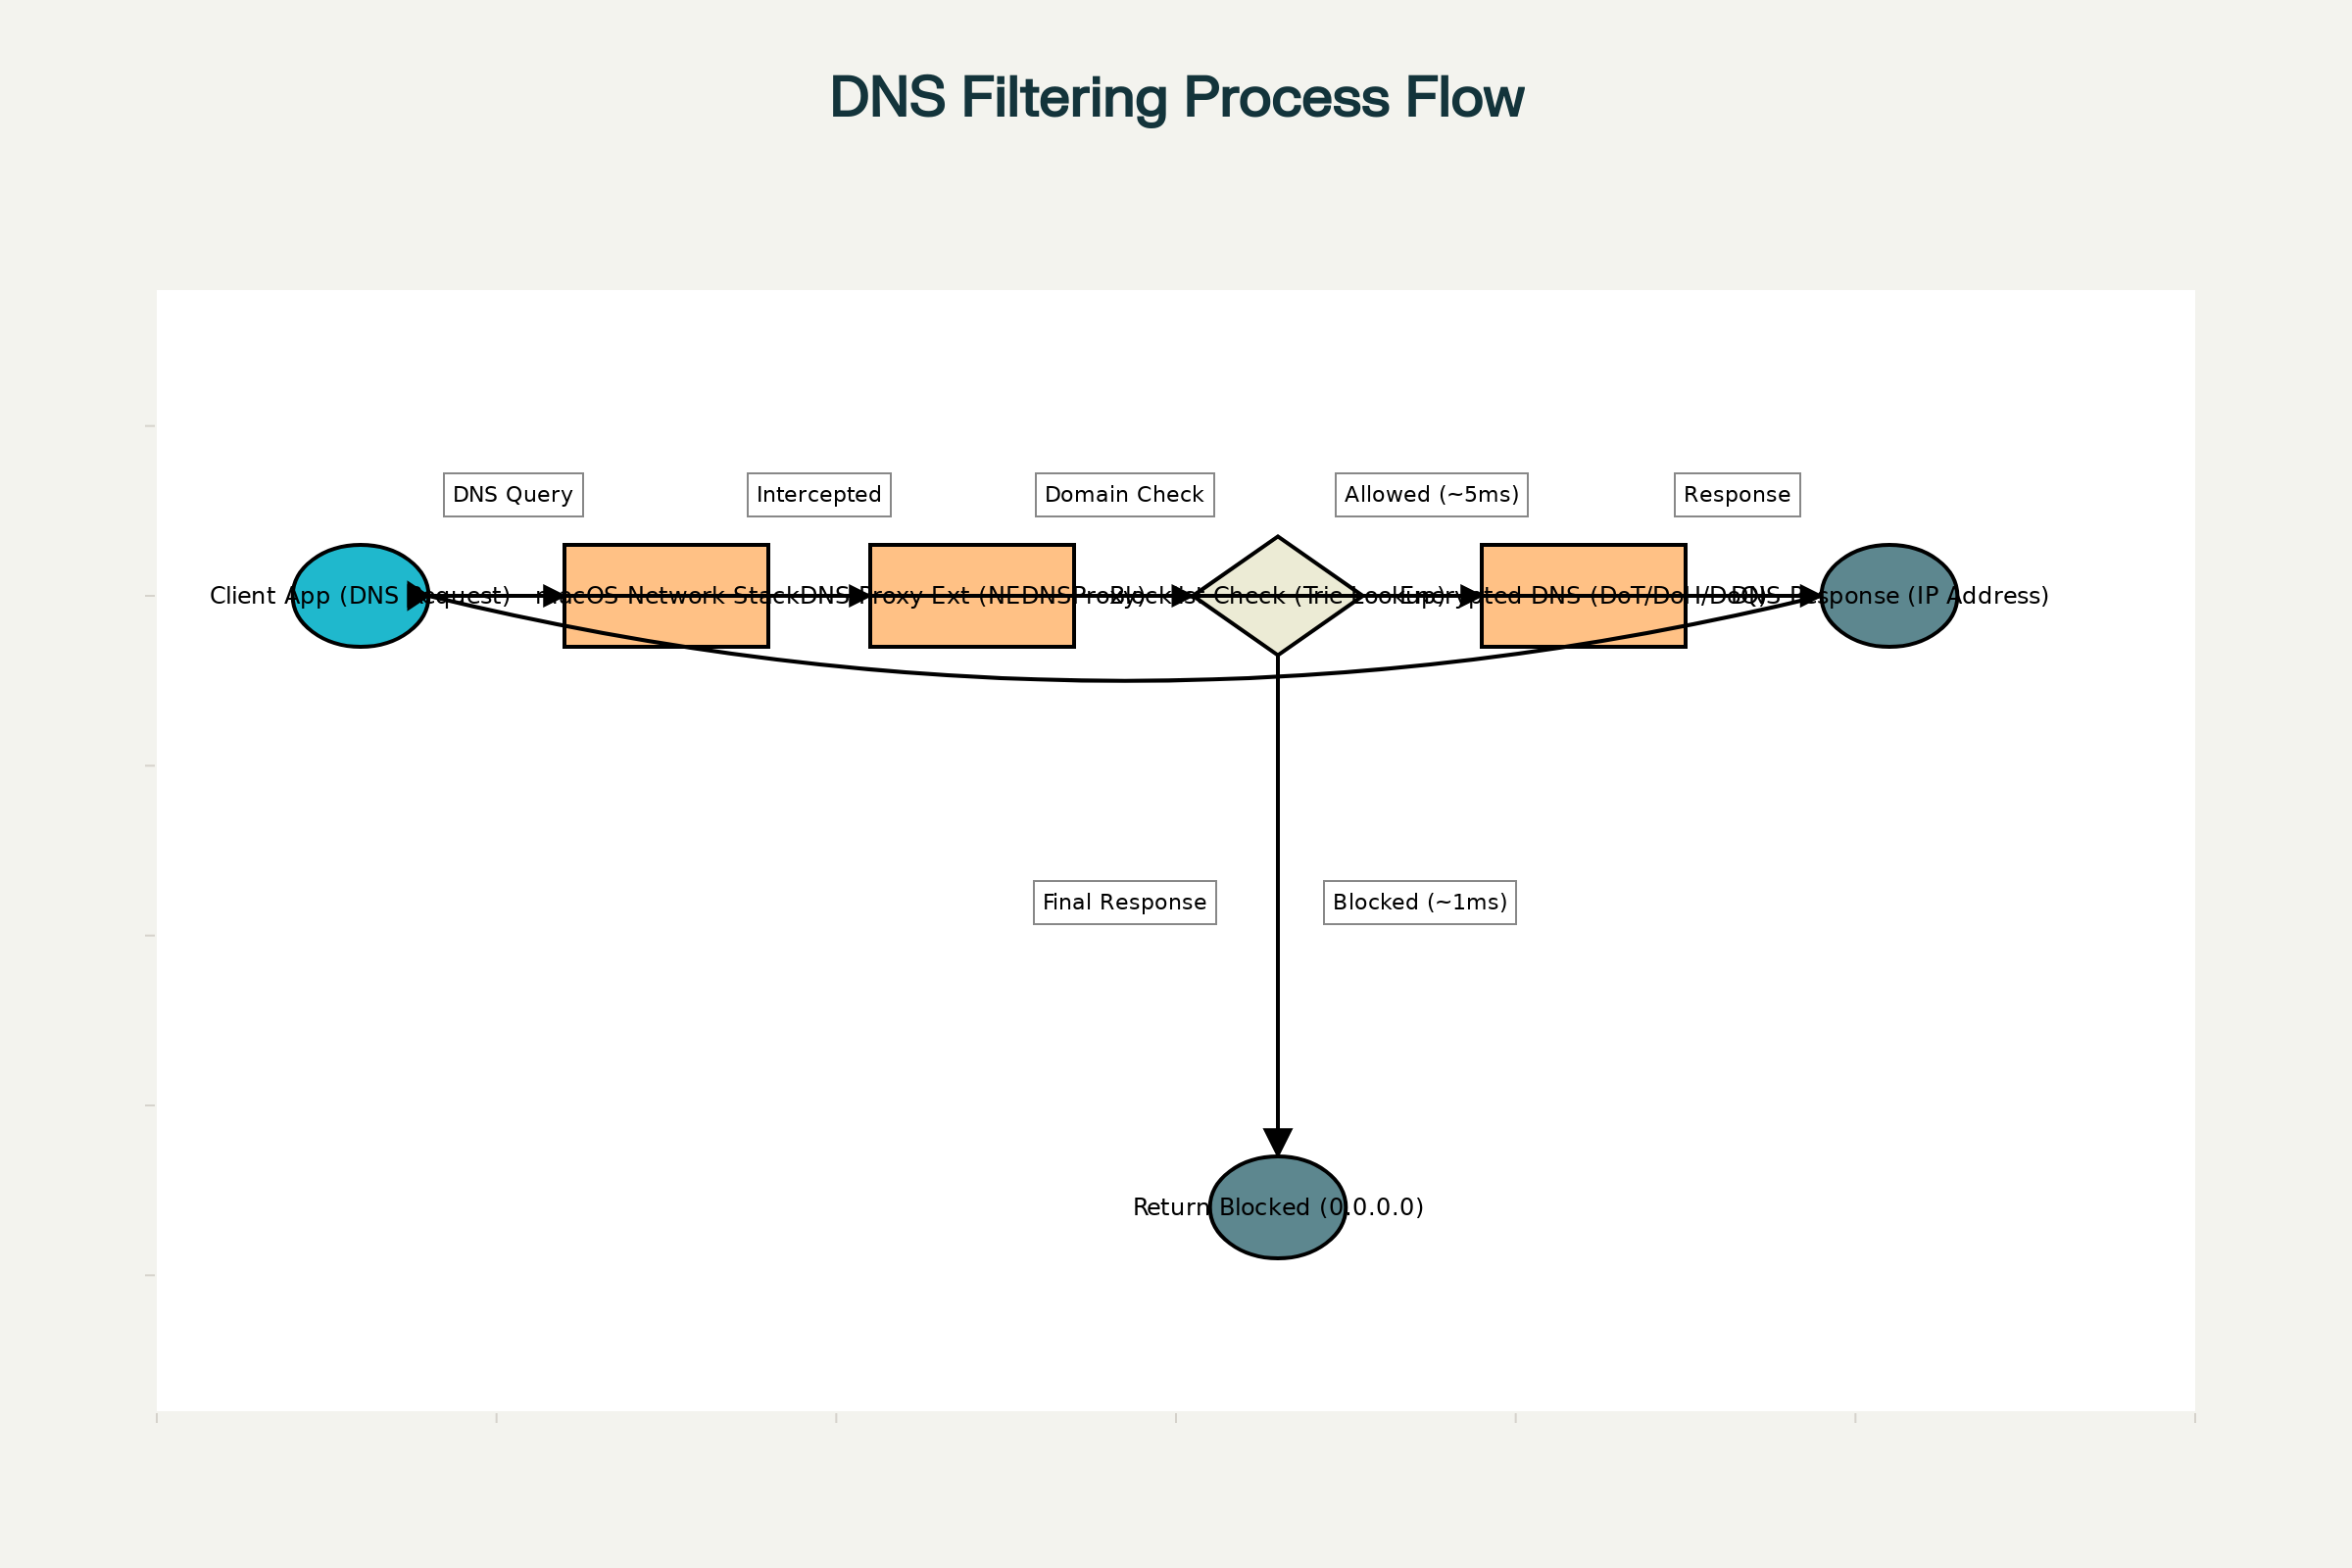 DNS Filtering Process Flow
DNS Query
Intercepted
Domain Check
Allowed (~5ms)
Response
Client App (DNS Request)
macOS Network Stack
DNS Proxy Ext (NEDNSProxy)
Blocklist Check (Trie Lookup)
Encrypted DNS (DoT/DoH/DoQ)
DNS Response (IP Address)
Final Response
Blocked (~1ms)
Return Blocked (0.0.0.0)